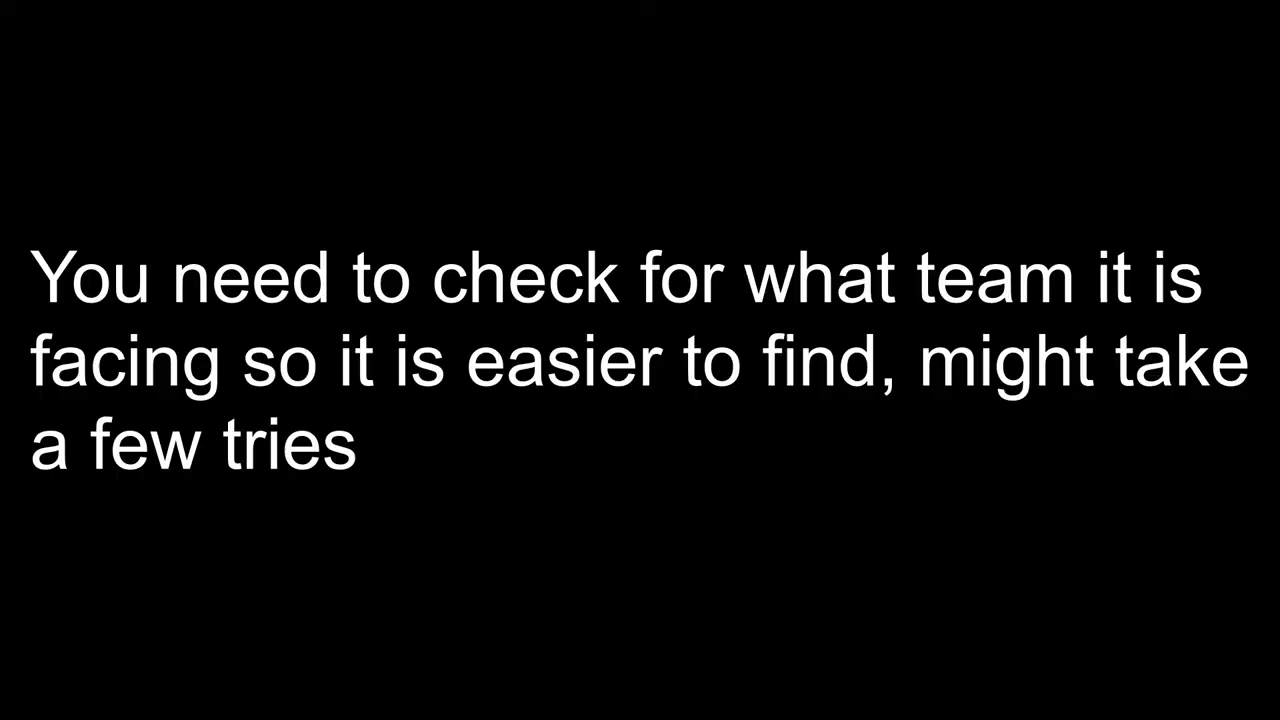 You need to check for what team it is
facing so it is easier to find, might take
a few tries